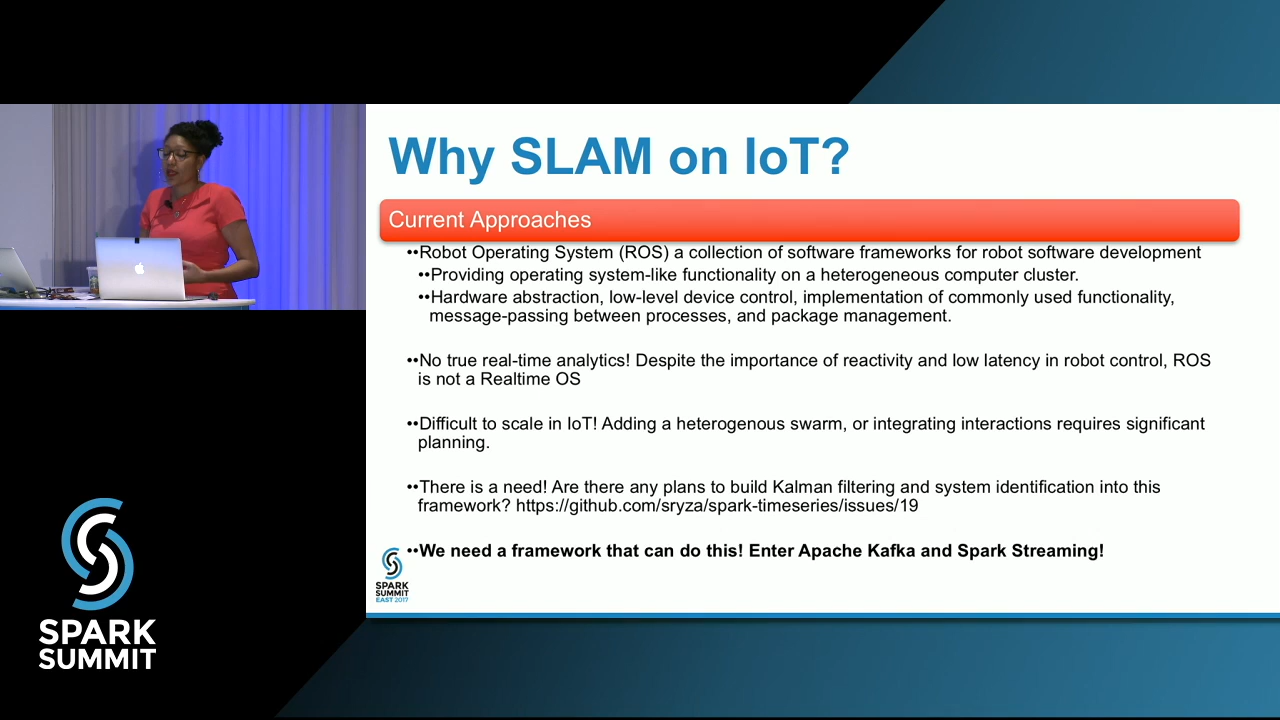 Why SLAM on IoT?
Current Approaches
••Robot Operating System (ROS) a collection of software frameworks for robot software development
••Providing operating system-like functionality on a heterogeneous computer cluster.
••Hardware abstraction, low-level device control, implementation of commonly used functionality,
message-passing between processes, and package management.
••No true real-time analytics! Despite the importance of reactivity and low latency in robot control, ROS
is not a Realtime OS
••Difficult to scale in IoT! Adding a heterogenous swarm, or integrating interactions requires significant
planning.
••There is a need! Are there any plans to build Kalman filtering and system identification into this
framework? https://github.com/sryza/spark-timeseries/issues/19
••We need a framework that can do this! Enter Apache Kafka and Spark Streaming!
SPARK
SUMMIT
EAST 2017
SPARK
SUMMIT